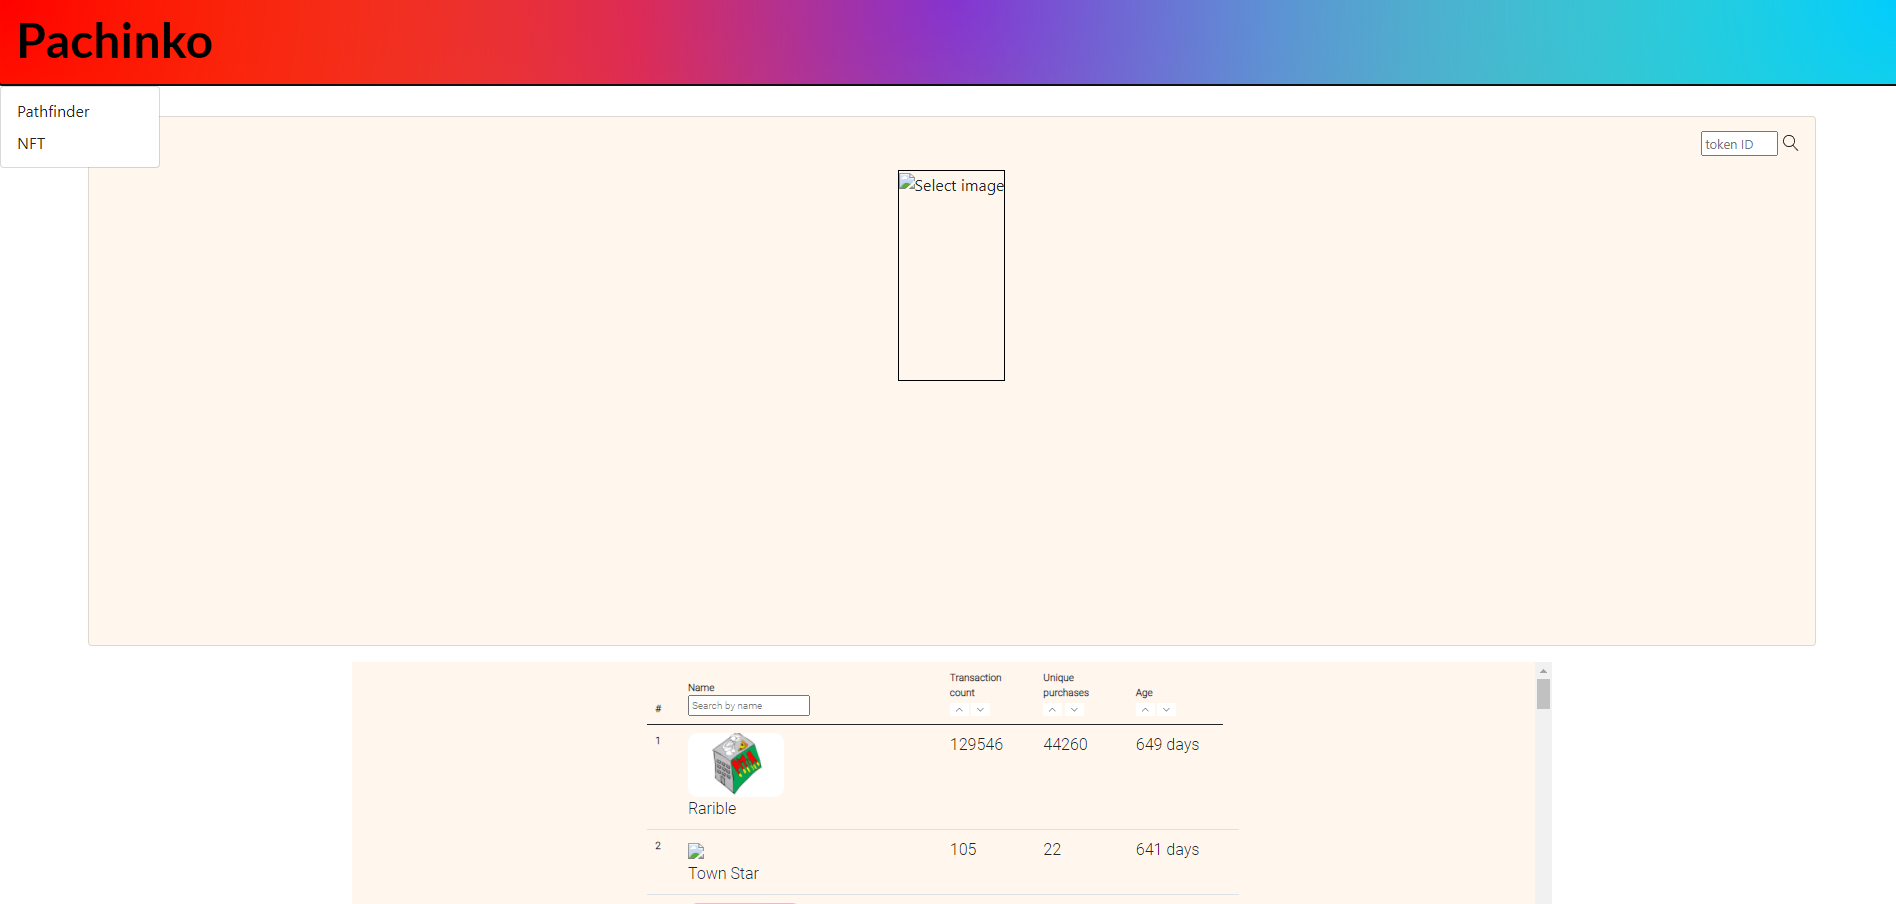 Pachinko
Pathfinder
NFT
token ID
Select image
# Name Transaction count Unique purchases Age
Search by name
1 129546 44260 649 days
Rarible
2 105 22 641 days
Town Star